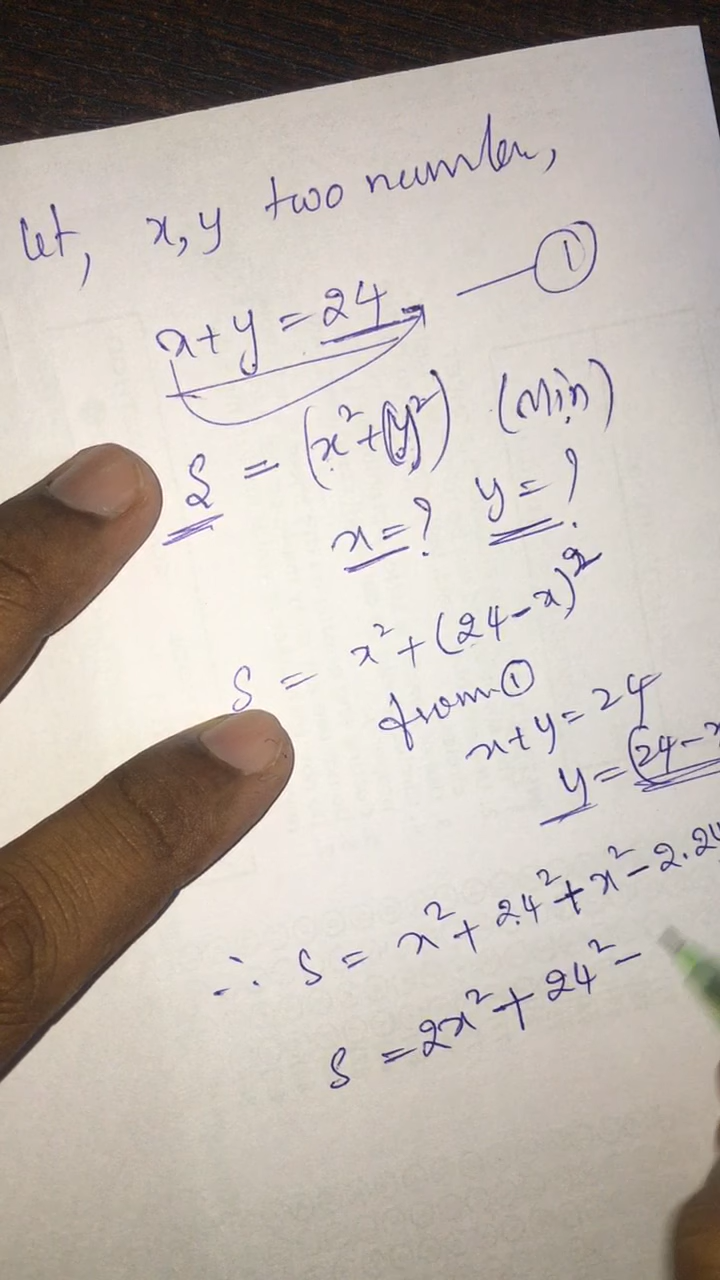 Let, x, y two number,
x+y = 24 — ①
S = (x²+y²) (Min)
x=? y=?
S = x²+(24-x)²
from ①
x+y = 24
y = (24-x
∴ S = x²+24²+x²-2.24
S = 2x²+24²-